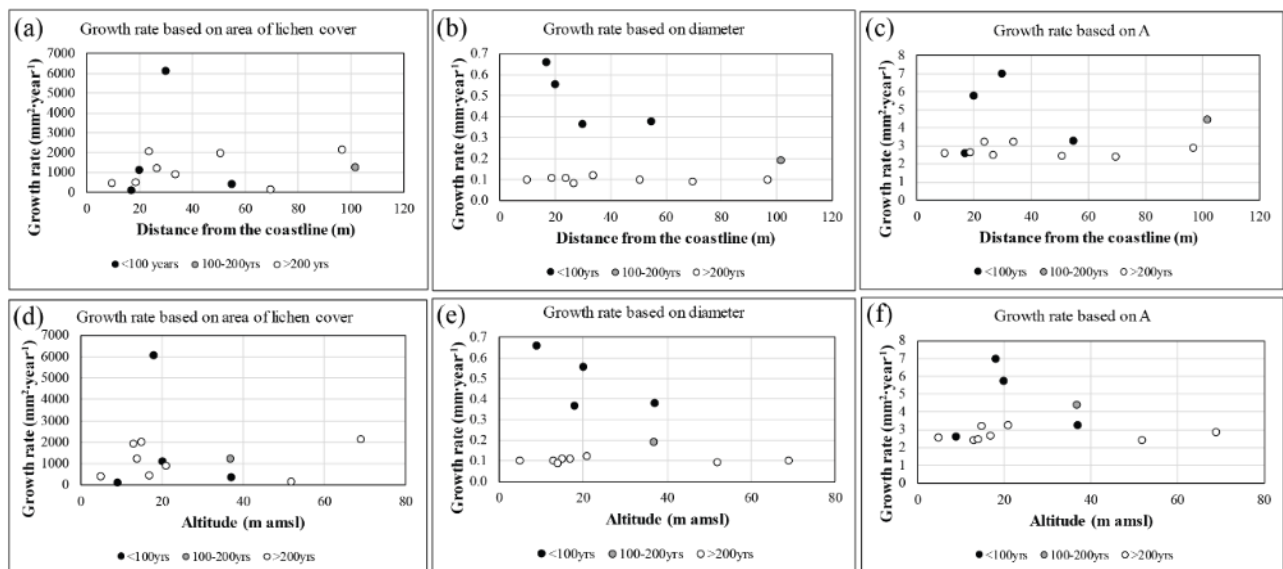 (a)
Growth rate based on area of lichen cover
Growth rate (mm²·year⁻¹)
7000
6000
5000
4000
3000
2000
1000
0
0 20 40 60 80 100 120
Distance from the coastline (m)
<100 years 100-200yrs >200 yrs
(b)
Growth rate based on diameter
Growth rate (mm·year⁻¹)
0.7
0.6
0.5
0.4
0.3
0.2
0.1
0.0
0 20 40 60 80 100 120
Distance from the coastline (m)
<100yrs 100-200yrs >200yrs
(c)
Growth rate based on A
Growth rate (mm²·year⁻¹)
8
7
6
5
4
3
2
1
0
0 20 40 60 80 100 120
Distance from the coastline (m)
<100yrs 100-200yrs >200yrs
(d)
Growth rate based on area of lichen cover
Growth rate (mm²·year⁻¹)
7000
6000
5000
4000
3000
2000
1000
0
0 20 40 60 80
Altitude (m amsl)
<100yrs 100-200yrs >200yrs
(e)
Growth rate based on diameter
Growth rate (mm·year⁻¹)
0.7
0.6
0.5
0.4
0.3
0.2
0.1
0.0
0 20 40 60 80
Altitude (m amsl)
<100yrs 100-200yrs >200yrs
(f)
Growth rate based on A
Growth rate (mm²·year⁻¹)
8
7
6
5
4
3
2
1
0
0 20 40 60 80
Altitude (m amsl)
<100yrs 100-200yrs >200yrs